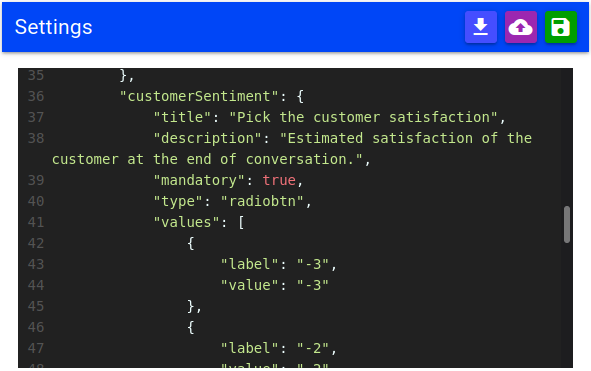 Settings
35 },
36 "customerSentiment": {
37 "title": "Pick the customer satisfaction",
38 "description": "Estimated satisfaction of the
customer at the end of conversation.",
39 "mandatory": true,
40 "type": "radiobtn",
41 "values": [
42 {
43 "label": "-3",
44 "value": "-3"
45 },
46 {
47 "label": "-2",